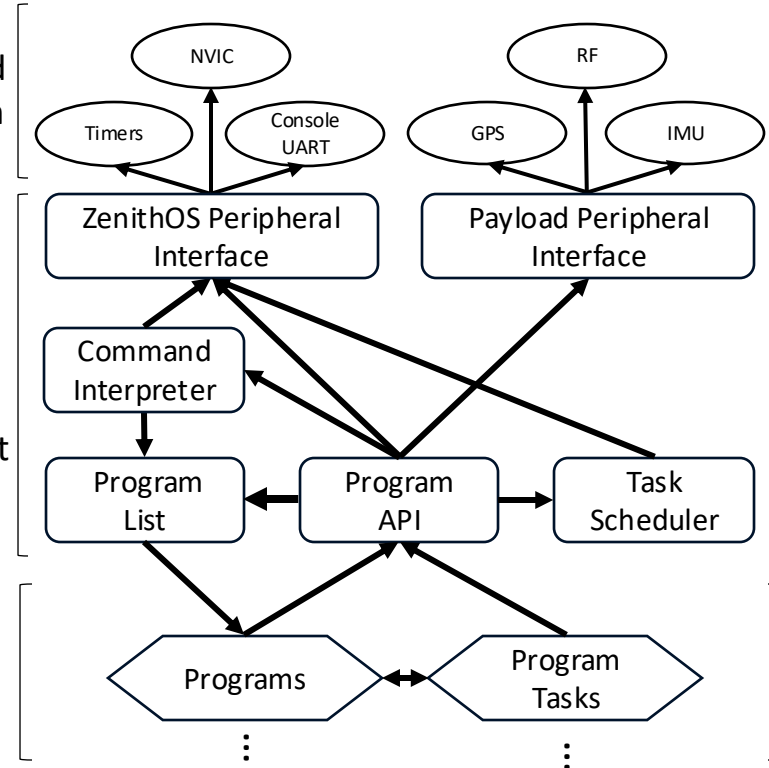 NVIC
RF
Timers
Console
UART
GPS
IMU
ZenithOS Peripheral
Interface
Payload Peripheral
Interface
Command
Interpreter
Program
List
Program
API
Task
Scheduler
Programs
Program
Tasks